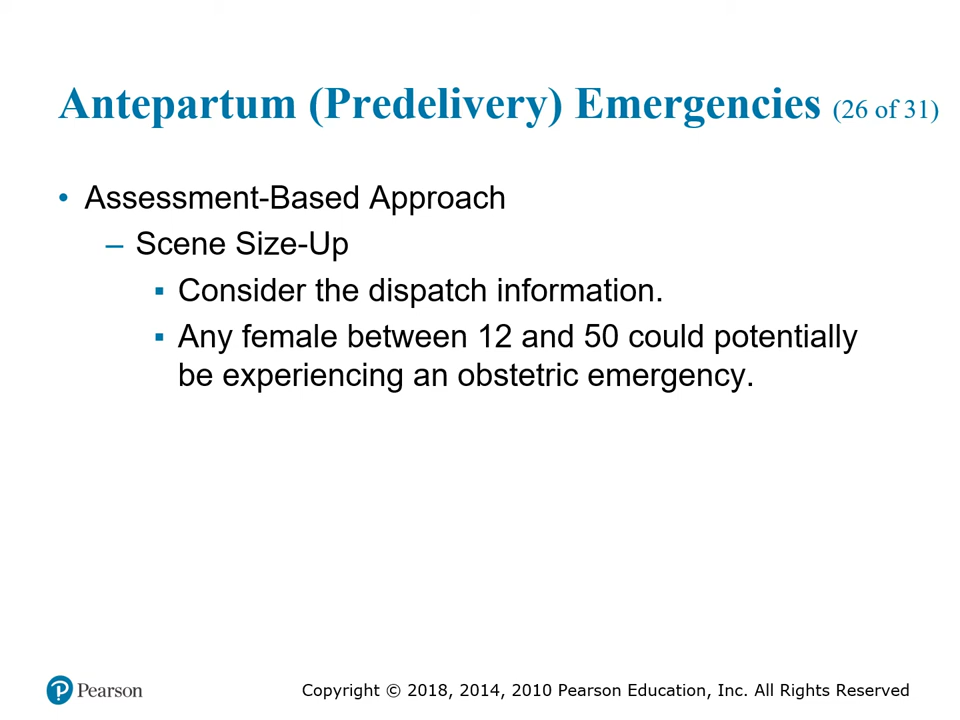 Antepartum (Predelivery) Emergencies (26 of 31)
• Assessment-Based Approach
– Scene Size-Up
▪ Consider the dispatch information.
▪ Any female between 12 and 50 could potentially
be experiencing an obstetric emergency.
Pearson
Copyright © 2018, 2014, 2010 Pearson Education, Inc. All Rights Reserved